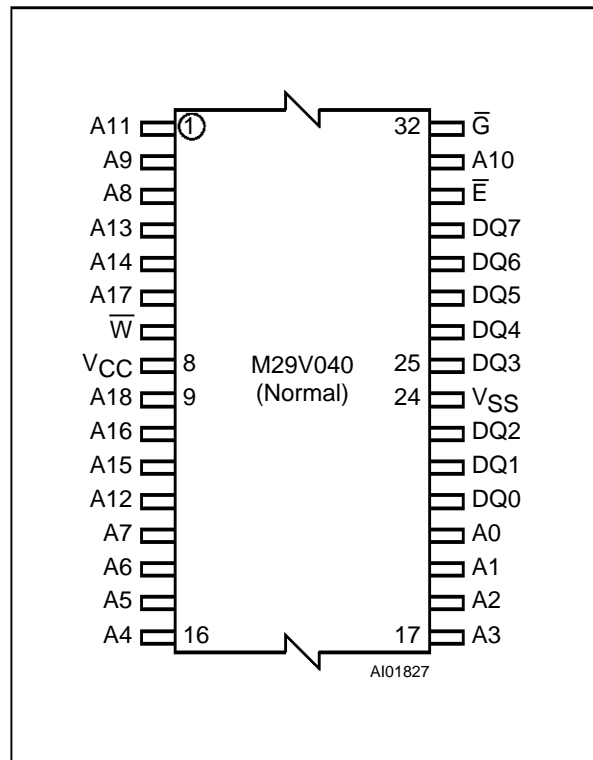 A11 1 32 G̅
A9 A10
A8 E̅
A13 DQ7
A14 DQ6
A17 DQ5
W̅ DQ4
VCC 8 M29V040 25 DQ3
A18 9 (Normal) 24 VSS
A16 DQ2
A15 DQ1
A12 DQ0
A7 A0
A6 A1
A5 A2
A4 16 17 A3
AI01827